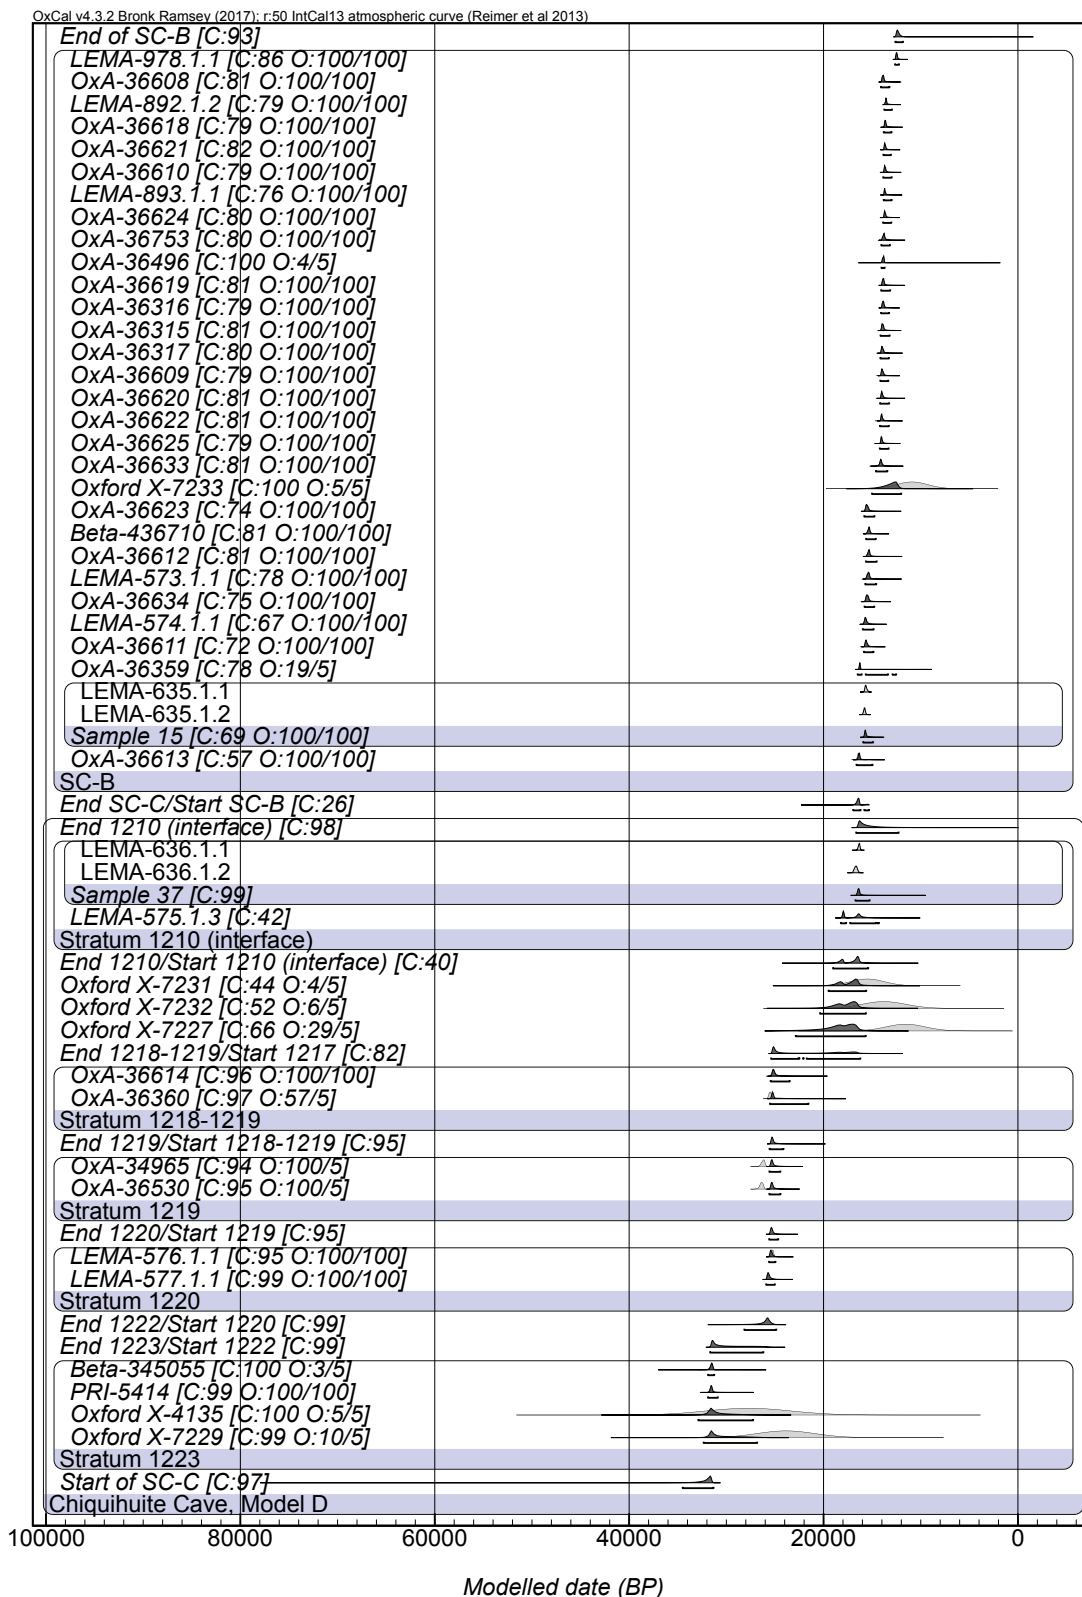 OxCal v4.3.2 Bronk Ramsey (2017); r:50 IntCal13 atmospheric curve (Reimer et al 2013)
End of SC-B [C:93]
LEMA-978.1.1 [C:86 O:100/100]
OxA-36608 [C:81 O:100/100]
LEMA-892.1.2 [C:79 O:100/100]
OxA-36618 [C:79 O:100/100]
OxA-36621 [C:82 O:100/100]
OxA-36610 [C:79 O:100/100]
LEMA-893.1.1 [C:76 O:100/100]
OxA-36624 [C:80 O:100/100]
OxA-36753 [C:80 O:100/100]
OxA-36496 [C:100 O:4/5]
OxA-36619 [C:81 O:100/100]
OxA-36316 [C:79 O:100/100]
OxA-36315 [C:81 O:100/100]
OxA-36317 [C:80 O:100/100]
OxA-36609 [C:79 O:100/100]
OxA-36620 [C:81 O:100/100]
OxA-36622 [C:81 O:100/100]
OxA-36625 [C:79 O:100/100]
OxA-36633 [C:81 O:100/100]
Oxford X-7233 [C:100 O:5/5]
OxA-36623 [C:74 O:100/100]
Beta-436710 [C:81 O:100/100]
OxA-36612 [C:81 O:100/100]
LEMA-573.1.1 [C:78 O:100/100]
OxA-36634 [C:75 O:100/100]
LEMA-574.1.1 [C:67 O:100/100]
OxA-36611 [C:72 O:100/100]
OxA-36359 [C:78 O:19/5]
LEMA-635.1.1
LEMA-635.1.2
Sample 15 [C:69 O:100/100]
OxA-36613 [C:57 O:100/100]
SC-B
End SC-C/Start SC-B [C:26]
End 1210 (interface) [C:98]
LEMA-636.1.1
LEMA-636.1.2
Sample 37 [C:99]
LEMA-575.1.3 [C:42]
Stratum 1210 (interface)
End 1210/Start 1210 (interface) [C:40]
Oxford X-7231 [C:44 O:4/5]
Oxford X-7232 [C:52 O:6/5]
Oxford X-7227 [C:66 O:29/5]
End 1218-1219/Start 1217 [C:82]
OxA-36614 [C:96 O:100/100]
OxA-36360 [C:97 O:57/5]
Stratum 1218-1219
End 1219/Start 1218-1219 [C:95]
OxA-34965 [C:94 O:100/5]
OxA-36530 [C:95 O:100/5]
Stratum 1219
End 1220/Start 1219 [C:95]
LEMA-576.1.1 [C:95 O:100/100]
LEMA-577.1.1 [C:99 O:100/100]
Stratum 1220
End 1222/Start 1220 [C:99]
End 1223/Start 1222 [C:99]
Beta-345055 [C:100 O:3/5]
PRI-5414 [C:99 O:100/100]
Oxford X-4135 [C:100 O:5/5]
Oxford X-7229 [C:99 O:10/5]
Stratum 1223
Start of SC-C [C:97]
Chiquihuite Cave, Model D
100000 80000 60000 40000 20000 0
Modelled date (BP)